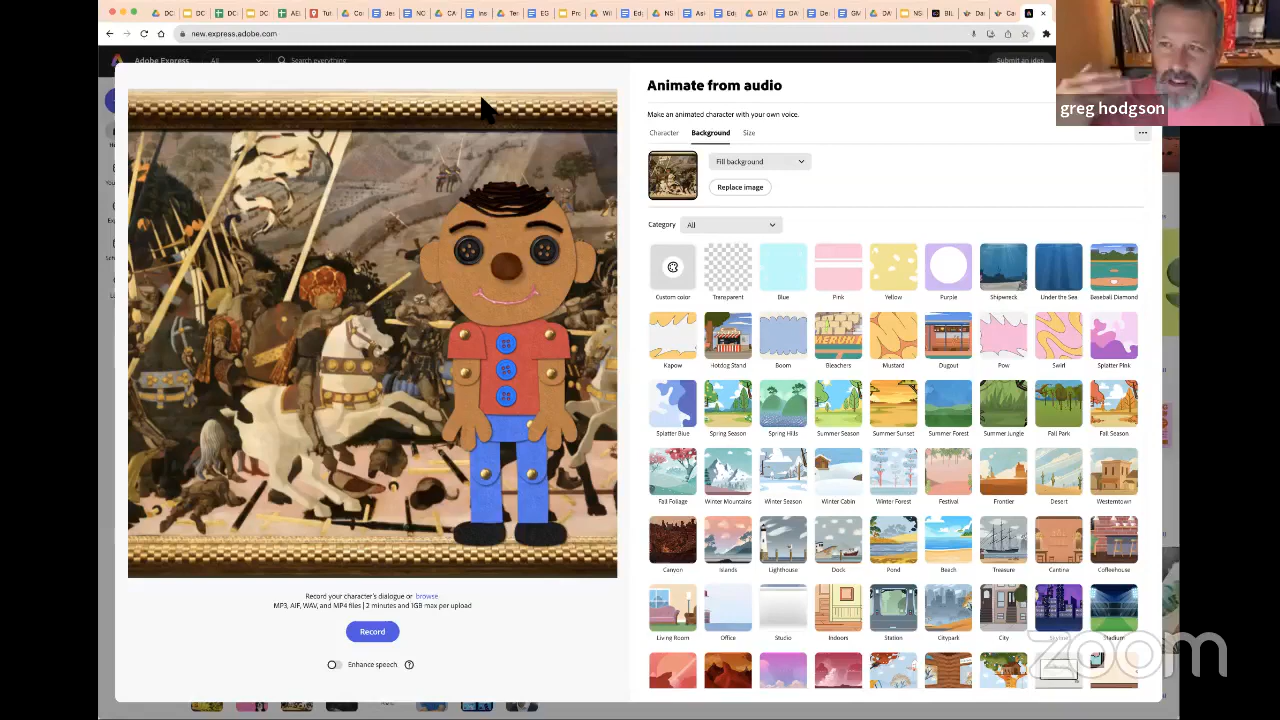 new.express.adobe.com
Adobe Express
All
Search everything
Submit an idea
greg hodgson
Animate from audio
Make an animated character with your own voice.
Character
Background
Size
Fill background
Replace image
Category
All
Custom color
Transparent
Blue
Pink
Yellow
Purple
Shipwreck
Under the Sea
Baseball Diamond
Kapow
Hotdog Stand
Boom
Bleachers
Mustard
Dugout
Pow
Swirl
Splatter Pink
Splatter Blue
Spring Season
Spring Hills
Summer Season
Summer Sunset
Summer Forest
Summer Jungle
Fall Park
Fall Season
Fall Foliage
Winter Mountains
Winter Season
Winter Cabin
Winter Forest
Festival
Frontier
Desert
Westerntown
Canyon
Islands
Lighthouse
Dock
Pond
Beach
Treasure
Cantina
Coffeehouse
Living Room
Office
Studio
Indoors
Station
Citypark
City
Stadium
Record your character's dialogue or browse
MP3, AIF, WAV, and MP4 files | 2 minutes and 1GB max per upload
Record
Enhance speech
zoom